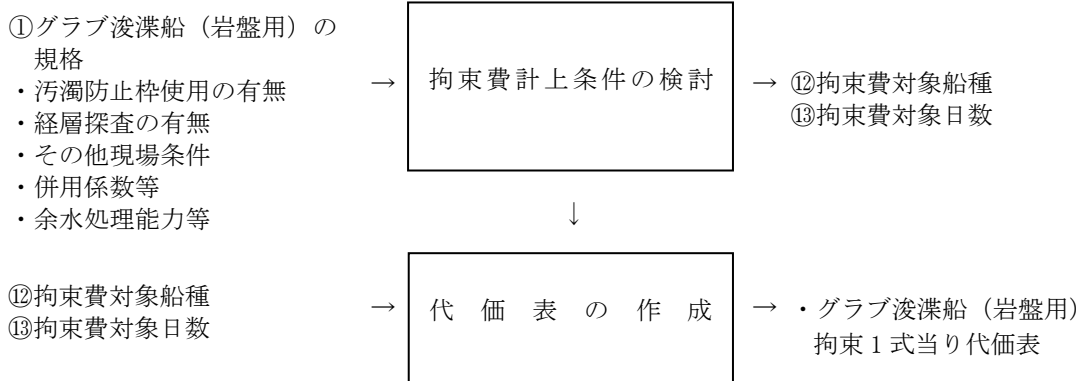 ①グラブ浚渫船（岩盤用）の
規格
・汚濁防止枠使用の有無
・経層探査の有無
・その他現場条件
・併用係数等
・余水処理能力等
→
拘束費計上条件の検討
→ ⑫拘束費対象船種
⑬拘束費対象日数
↓
⑫拘束費対象船種
⑬拘束費対象日数
→
代価表の作成
→ ・グラブ浚渫船（岩盤用）
拘束１式当り代価表